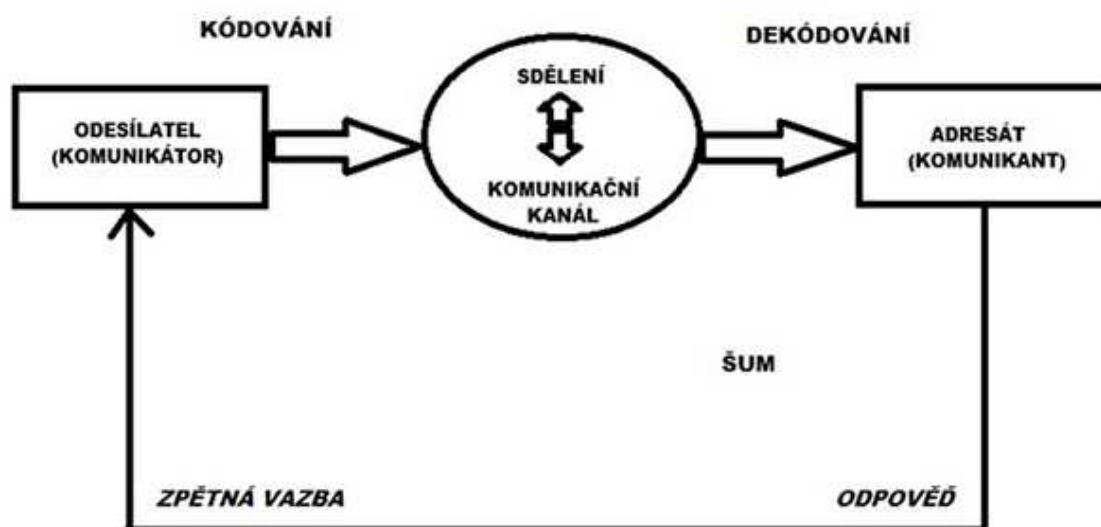 KÓDOVÁNÍ
DEKÓDOVÁNÍ
ODESÍLATEL
(KOMUNIKÁTOR)
SDĚLENÍ
KOMUNIKAČNÍ
KANÁL
ADRESÁT
(KOMUNIKANT)
ŠUM
ZPĚTNÁ VAZBA
ODPOVĚĎ